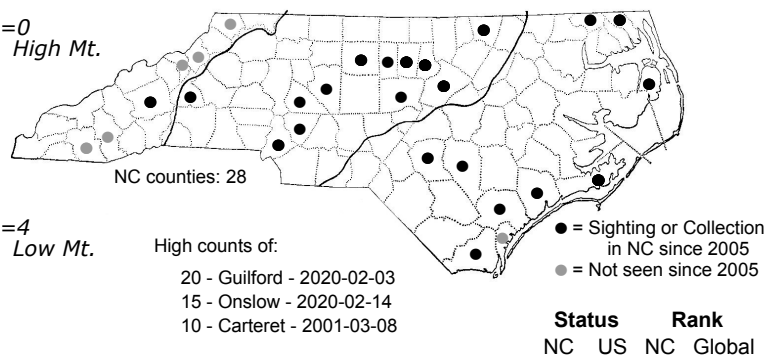 =0
High Mt.
NC counties: 28
=4
Low Mt.
High counts of:
20 - Guilford - 2020-02-03
15 - Onslow - 2020-02-14
10 - Carteret - 2001-03-08
= Sighting or Collection
in NC since 2005
= Not seen since 2005
Status Rank
NC US NC Global